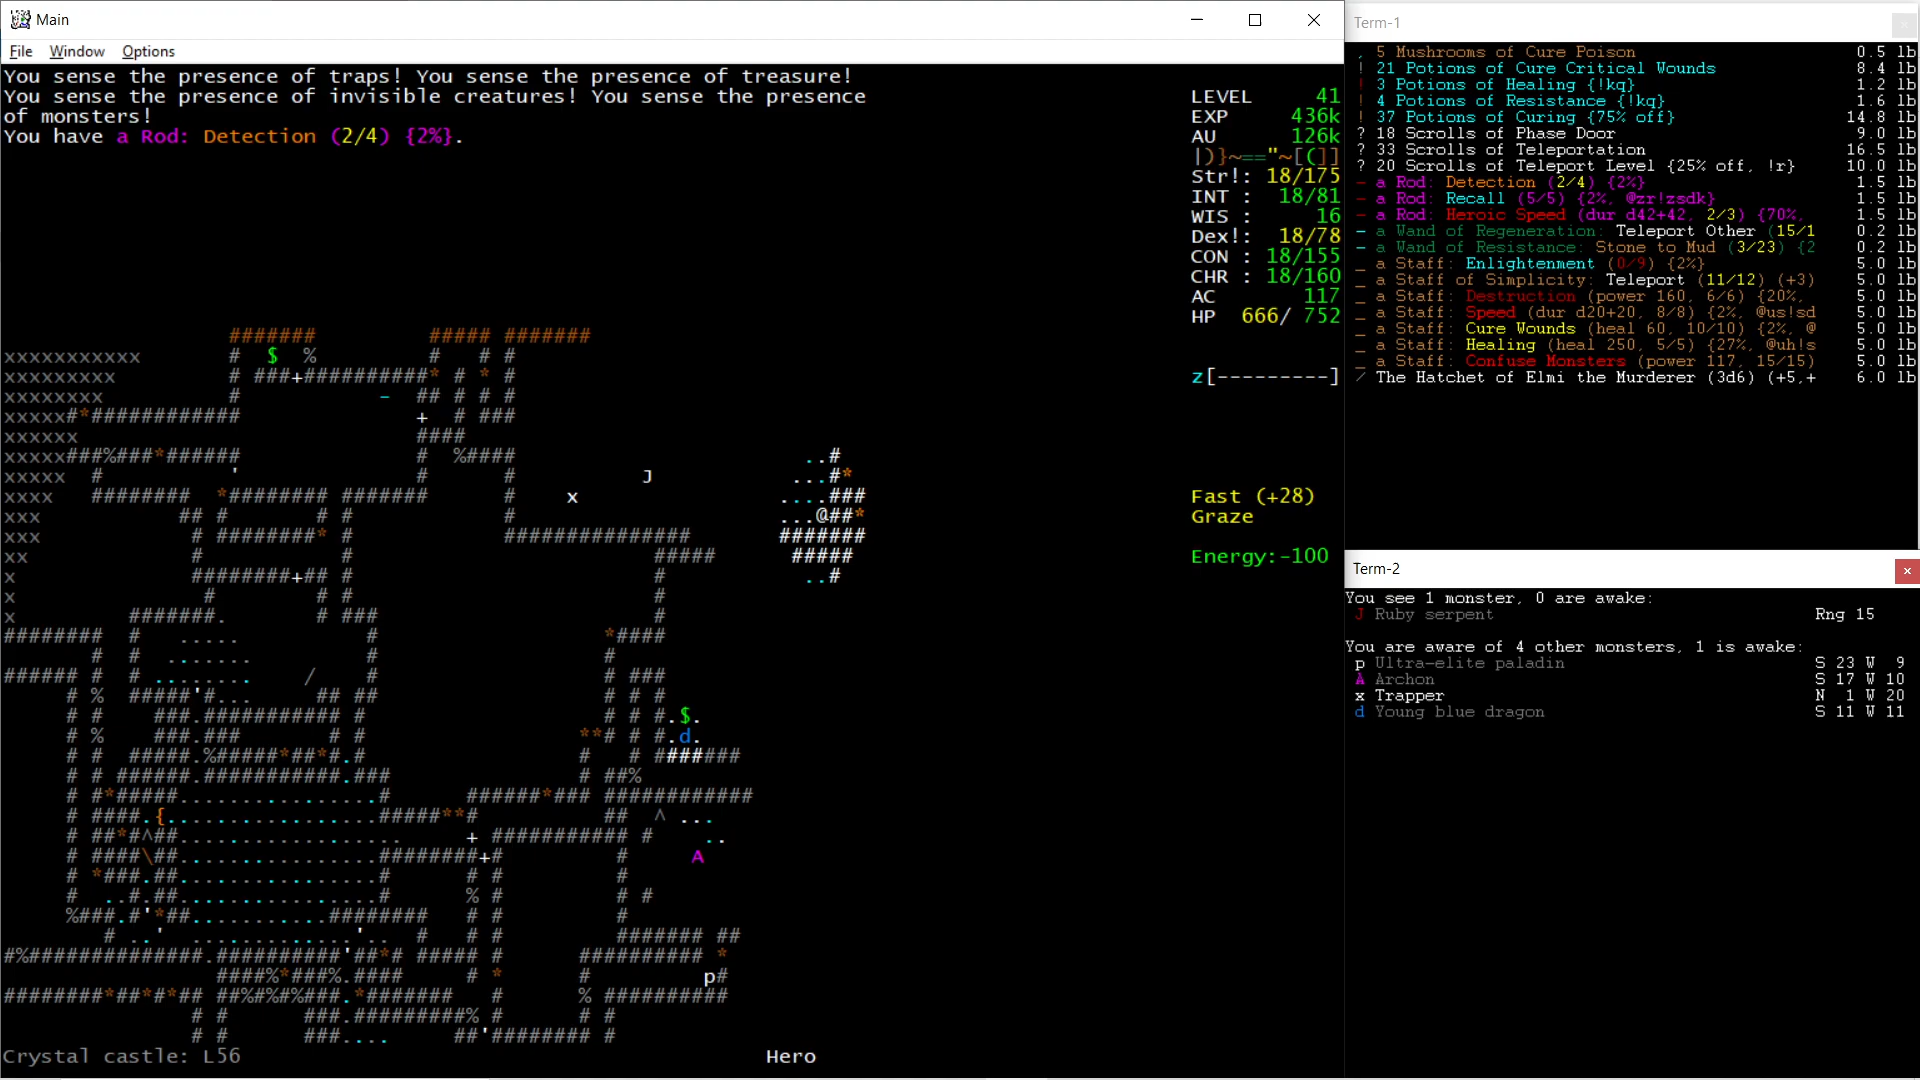 Main
File Window Options
You sense the presence of traps! You sense the presence of treasure!
You sense the presence of invisible creatures! You sense the presence
of monsters!
You have a Rod: Detection (2/4) {2%}.
LEVEL 41
EXP 436k
AU 126k
|)}~=="~[(]]
Str!: 18/175
INT : 18/81
WIS : 16
Dex!: 18/78
CON : 18/155
CHR : 18/160
AC 117
HP 666/ 752
z[---------]
Fast (+28)
Graze
Energy:-100
Crystal castle: L56
Hero
Term-1
, 5 Mushrooms of Cure Poison 0.5 lb
! 21 Potions of Cure Critical Wounds 8.4 lb
! 3 Potions of Healing {!kq} 1.2 lb
! 4 Potions of Resistance {!kq} 1.6 lb
! 37 Potions of Curing {75% off} 14.8 lb
? 18 Scrolls of Phase Door 9.0 lb
? 33 Scrolls of Teleportation 16.5 lb
? 20 Scrolls of Teleport Level {25% off, !r} 10.0 lb
- a Rod: Detection (2/4) {2%} 1.5 lb
- a Rod: Recall (5/5) {2%, @zr!zsdk} 1.5 lb
- a Rod: Heroic Speed (dur d42+42, 2/3) {70%, 1.5 lb
- a Wand of Regeneration: Teleport Other (15/1 0.2 lb
- a Wand of Resistance: Stone to Mud (3/23) {2 0.2 lb
_ a Staff: Enlightenment (0/9) {2%} 5.0 lb
_ a Staff of Simplicity: Teleport (11/12) (+3) 5.0 lb
_ a Staff: Destruction (power 160, 6/6) {20%, 5.0 lb
_ a Staff: Speed (dur d20+20, 8/8) {2%, @us!sd 5.0 lb
_ a Staff: Cure Wounds (heal 60, 10/10) {2%, @ 5.0 lb
_ a Staff: Healing (heal 250, 5/5) {27%, @uh!s 5.0 lb
_ a Staff: Confuse Monsters (power 117, 15/15) 5.0 lb
/ The Hatchet of Elmi the Murderer (3d6) (+5,+ 6.0 lb
Term-2
You see 1 monster, 0 are awake:
J Ruby serpent Rng 15
You are aware of 4 other monsters, 1 is awake:
p Ultra-elite paladin S 23 W 9
A Archon S 17 W 10
x Trapper N 1 W 20
d Young blue dragon S 11 W 11